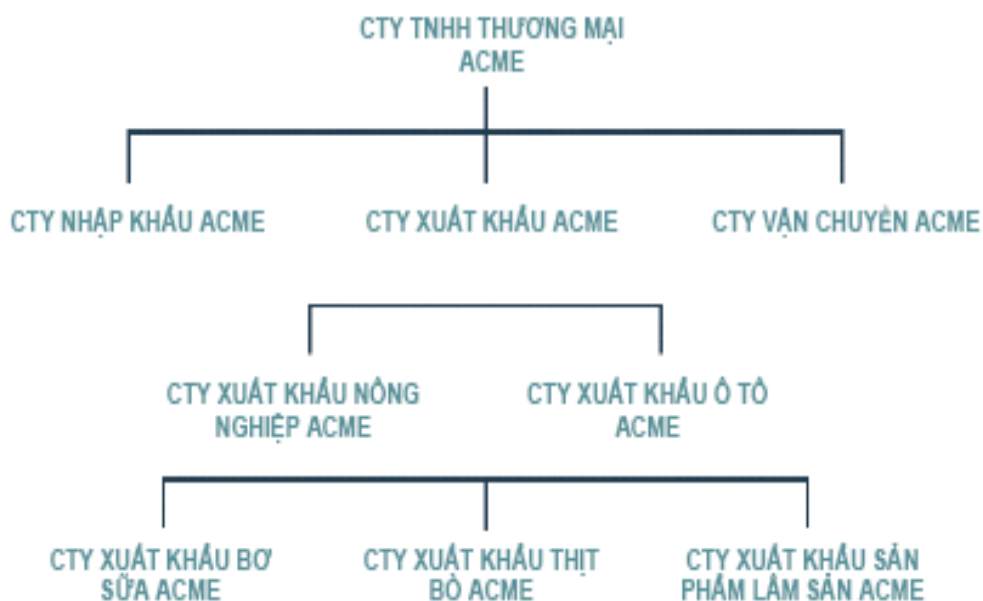 CTY TNHH THƯƠNG MẠI
ACME
CTY NHẬP KHẨU ACME
CTY XUẤT KHẨU ACME
CTY VẬN CHUYỂN ACME
CTY XUẤT KHẨU NÔNG
NGHIỆP ACME
CTY XUẤT KHẨU Ô TÔ
ACME
CTY XUẤT KHẨU BƠ
SỮA ACME
CTY XUẤT KHẨU THỊT
BÒ ACME
CTY XUẤT KHẨU SẢN
PHẨM LÂM SẢN ACME